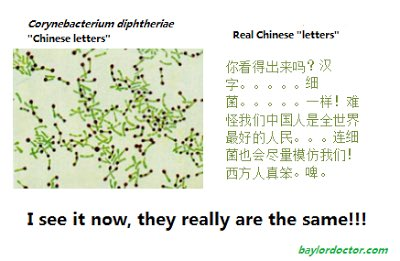 Corynebacterium diphtheriae
"Chinese letters"
Real Chinese "letters"
你看得出来吗？汉
字。。。。。细
菌。。。。。一样！难
怪我们中国人是全世界
最好的人民。。。连细
菌也会尽量模仿我们！
西方人真笨。啤。
I see it now, they really are the same!!!
baylordoctor.com